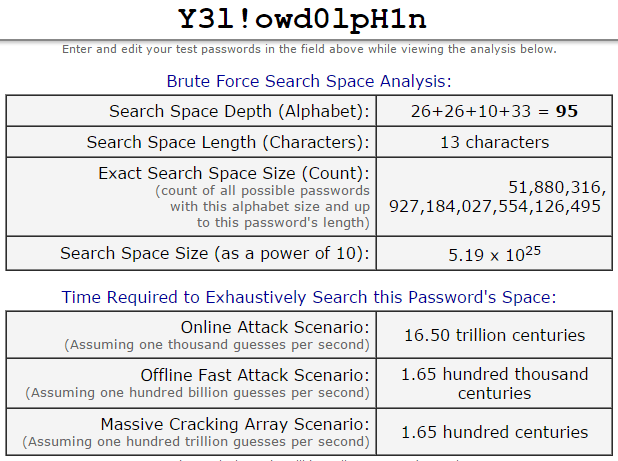 Y3l!owd0lpH1n
Enter and edit your test passwords in the field above while viewing the analysis below.
Brute Force Search Space Analysis:
Search Space Depth (Alphabet): 26+26+10+33 = 95
Search Space Length (Characters): 13 characters
Exact Search Space Size (Count):
(count of all possible passwords
with this alphabet size and up
to this password's length)
51,880,316,
927,184,027,554,126,495
Search Space Size (as a power of 10): 5.19 x 10²⁵
Time Required to Exhaustively Search this Password's Space:
Online Attack Scenario:
(Assuming one thousand guesses per second)
16.50 trillion centuries
Offline Fast Attack Scenario:
(Assuming one hundred billion guesses per second)
1.65 hundred thousand
centuries
Massive Cracking Array Scenario:
(Assuming one hundred trillion guesses per second)
1.65 hundred centuries